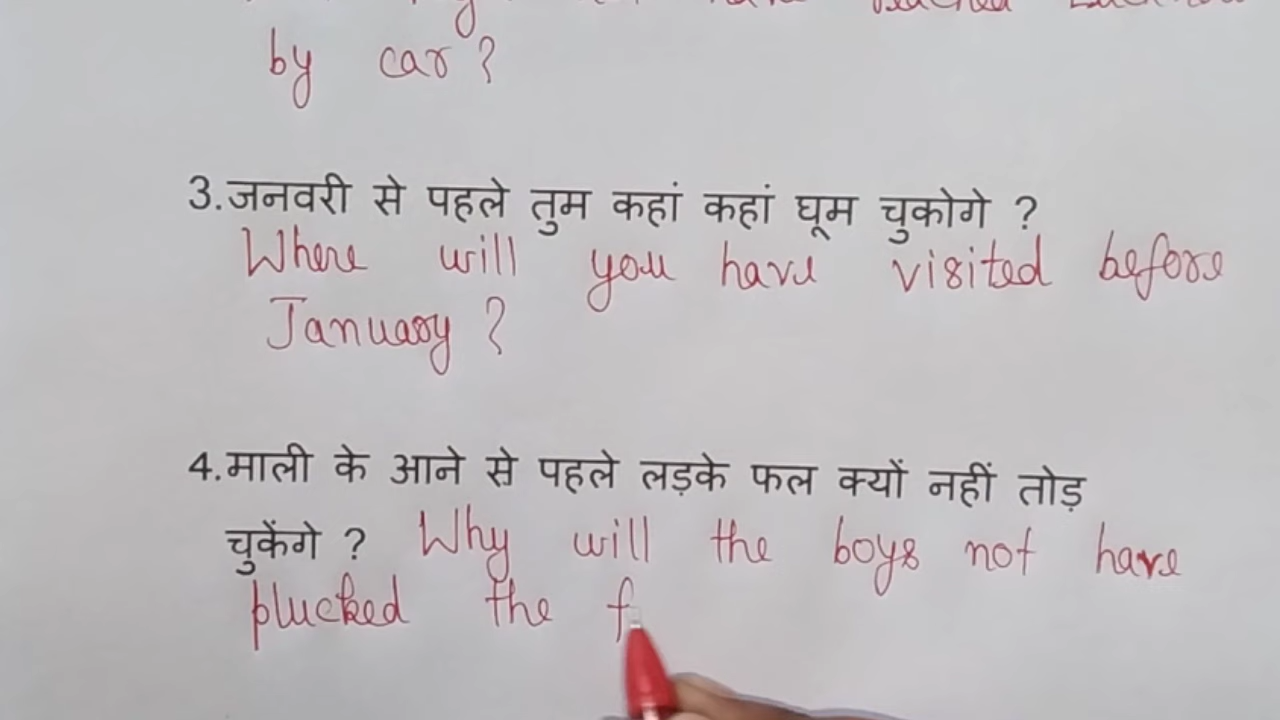 by car?
3.जनवरी से पहले तुम कहां कहां घूम चुकोगे ?
Where will you have visited before
January?
4.माली के आने से पहले लड़के फल क्यों नहीं तोड़
चुकेंगे ? Why will the boys not have
plucked the f